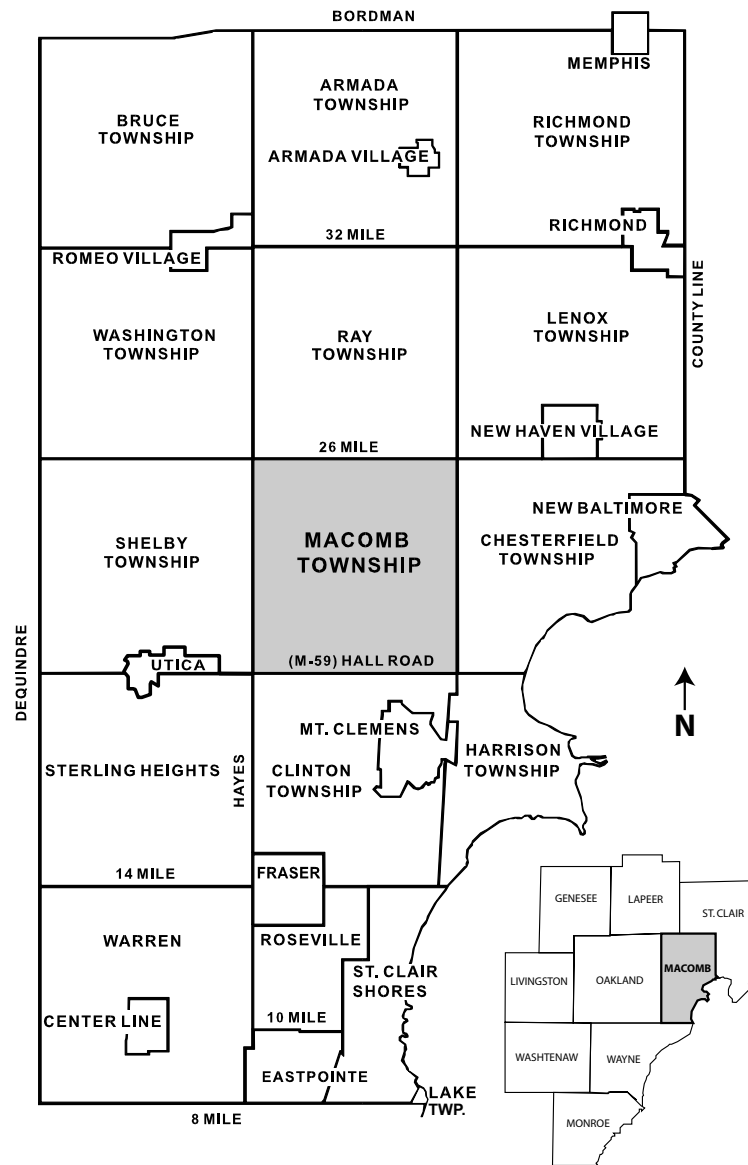 BORDMAN
MEMPHIS
ARMADA
TOWNSHIP
BRUCE
TOWNSHIP
RICHMOND
TOWNSHIP
ARMADA VILLAGE
RICHMOND
32 MILE
ROMEO VILLAGE
COUNTY LINE
WASHINGTON
TOWNSHIP
RAY
TOWNSHIP
LENOX
TOWNSHIP
NEW HAVEN VILLAGE
26 MILE
NEW BALTIMORE
SHELBY
TOWNSHIP
MACOMB
TOWNSHIP
CHESTERFIELD
TOWNSHIP
DEQUINDRE
UTICA
(M-59) HALL ROAD
N
MT. CLEMENS
STERLING HEIGHTS
HAYES
CLINTON
TOWNSHIP
HARRISON
TOWNSHIP
14 MILE
FRASER
WARREN
ROSEVILLE
ST. CLAIR
SHORES
CENTER LINE
10 MILE
EASTPOINTE
LAKE
TWP.
8 MILE
GENESEE
LAPEER
ST. CLAIR
LIVINGSTON
OAKLAND
MACOMB
WASHTENAW
WAYNE
MONROE